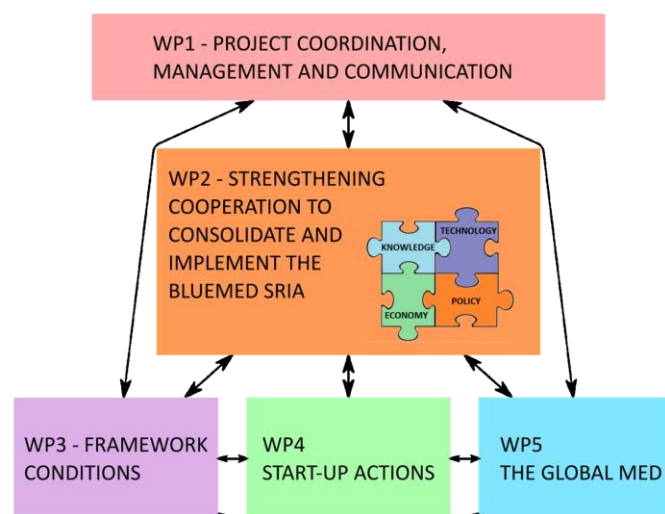 WP1 - PROJECT COORDINATION,
MANAGEMENT AND COMMUNICATION
WP2 - STRENGTHENING
COOPERATION TO
CONSOLIDATE AND
IMPLEMENT THE
BLUEMED SRIA
KNOWLEDGE
TECHNOLOGY
ECONOMY
POLICY
WP3 - FRAMEWORK
CONDITIONS
WP4
START-UP ACTIONS
WP5
THE GLOBAL MED